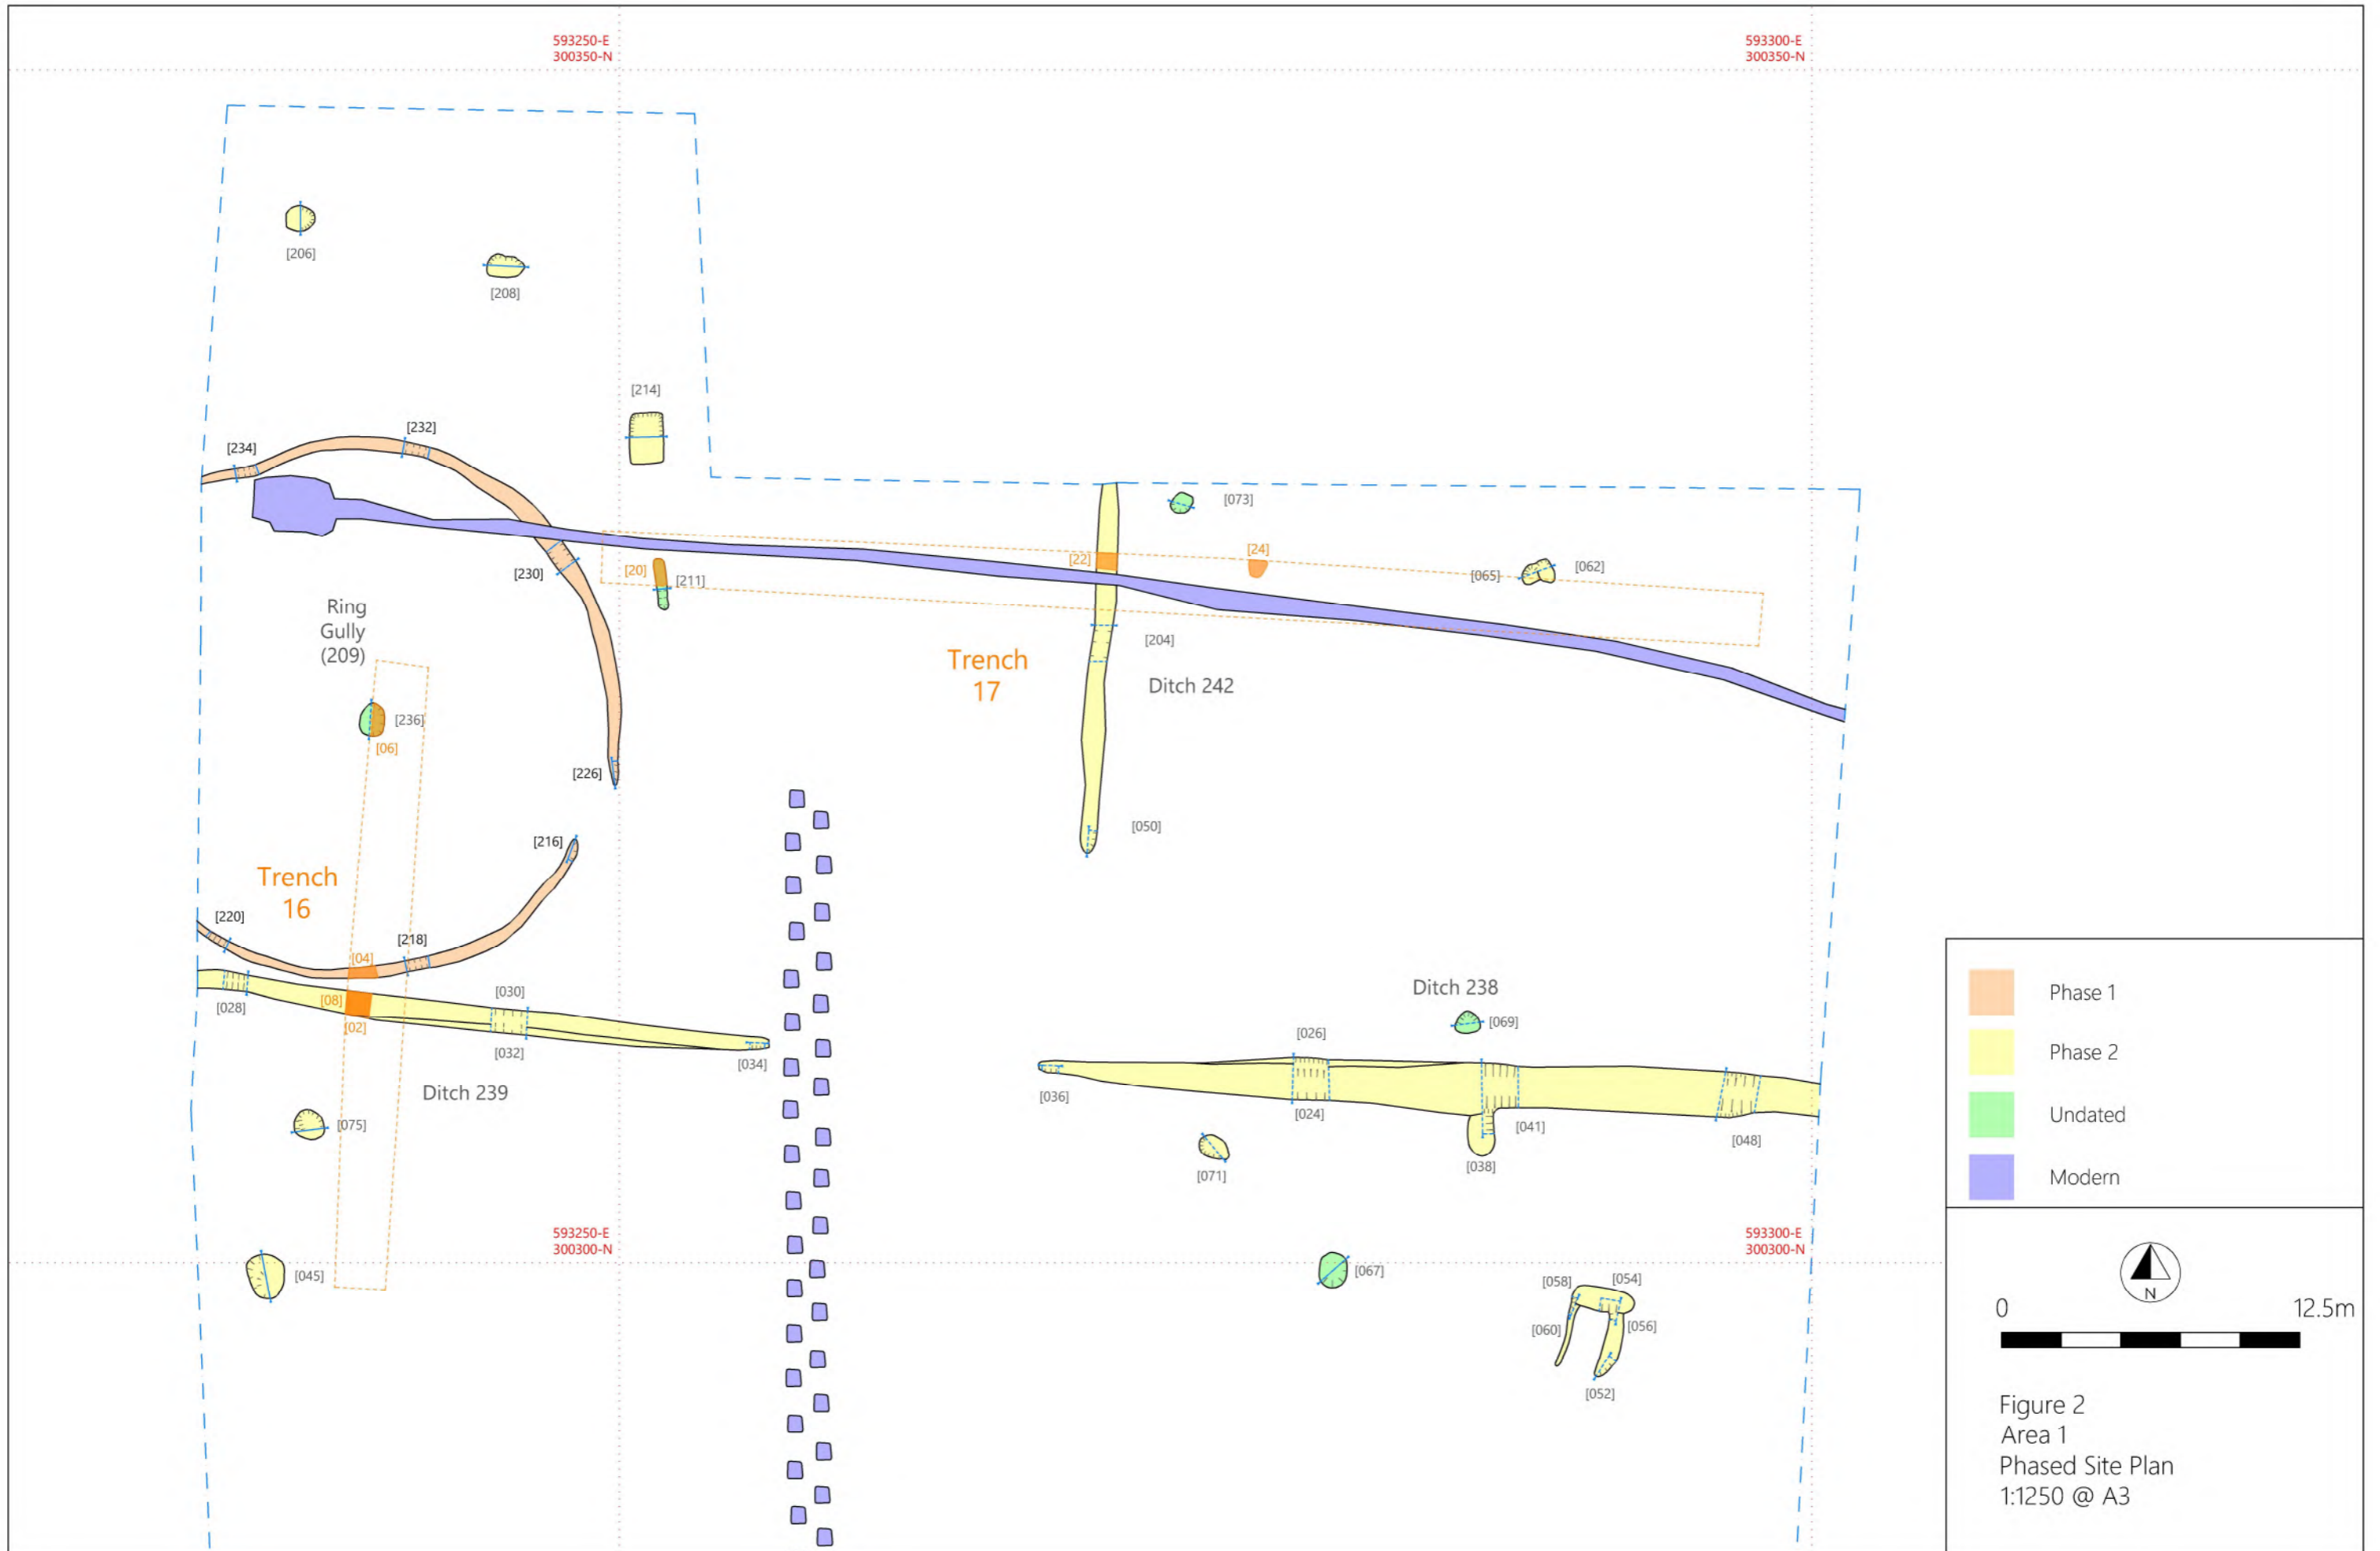 593250-E
300350-N
593300-E
300350-N
[206]
[208]
[214]
[232]
[234]
[230]
[20]
[211]
[22]
[24]
[073]
[065]
[062]
[204]
Ring
Gully
(209)
Trench
17
Ditch 242
[236]
[06]
[226]
[216]
[050]
Trench
16
[220]
[218]
[04]
[028]
[08]
[02]
[030]
[032]
[034]
Ditch 239
[075]
Ditch 238
[069]
[026]
[036]
[024]
[041]
[048]
[038]
[071]
593250-E
300300-N
593300-E
300300-N
[045]
[067]
[058]
[054]
[060]
[056]
[052]
Phase 1
Phase 2
Undated
Modern
N
0
12.5m
Figure 2
Area 1
Phased Site Plan
1:1250 @ A3